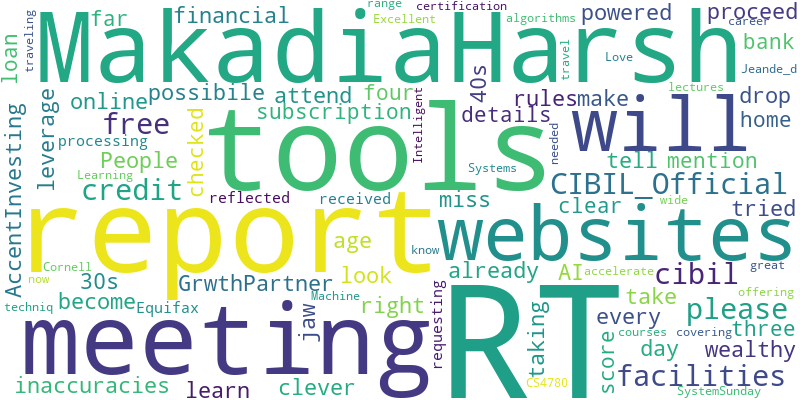 range
certification
traveling
far
financial
MakadiaHarsh
Excellent
algorithms
powered
proceed
career
loan
travel
Love
bank
Jeande_d
online
possibile
attend
four
40s
rules
make
drop
home
leverage
free
subscription
details
AccentInvesting
processing
checked
tools
Intelligent
will
needed
lectures
People
Learning
credit
Systems
tell
mention
reflected
received
miss
CIBIL_Official
wide
clear
tried
report
age
know
websites
Cornell
now
30s
GrwthPartner
look
already
AI
accelerate
cibil
great
offering
techniq
become
Equifax
Machine
right
requesting
take
please
meeting
jaw
RT
taking
every
three
courses
covering
score
day
wealthy
inaccuracies
learn
clever
CS4780
facilities
SystemSunday